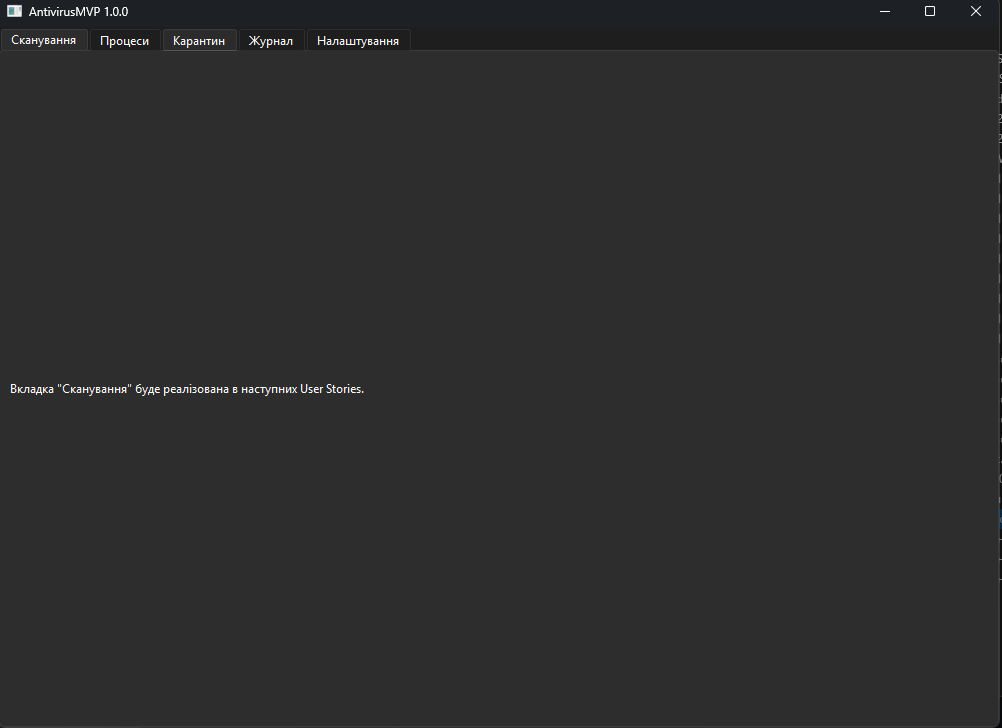 AntivirusMVP 1.0.0
Сканування Процеси Карантин Журнал Налаштування
Вкладка "Сканування" буде реалізована в наступних User Stories.